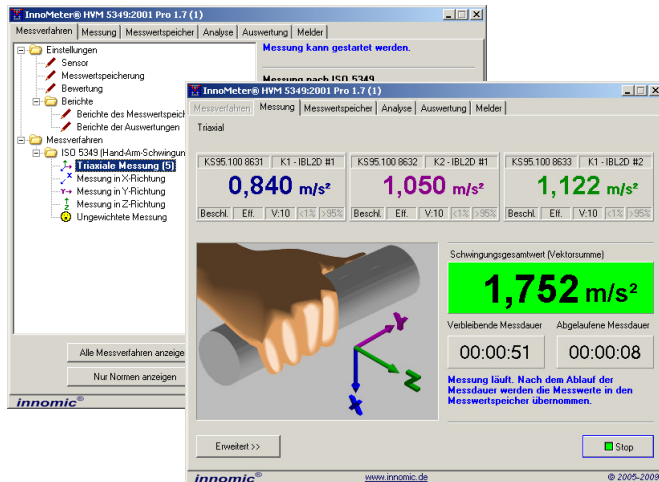 InnoMeter® HVM 5349:2001 Pro 1.7 (1)
Messverfahren Messung Messwertspeicher Analyse Auswertung Melder
Einstellungen
Sensor
Messwertspeicherung
Bewertung
Berichte
Berichte des Messwertspeich
Berichte der Auswertungen
Messverfahren
ISO 5349 (Hand-Arm-Schwingun
Triaxiale Messung (5)
Messung in X-Richtung
Messung in Y-Richtung
Messung in Z-Richtung
Ungewichtete Messung
Alle Messverfahren anzeige
Nur Normen anzeigen
innomic®
Messung kann gestartet werden.
Messung nach ISO 5349
InnoMeter® HVM 5349:2001 Pro 1.7 (1)
Messverfahren Messung Messwertspeicher Analyse Auswertung Melder
Triaxial
KS95.100 8631 K1 - IBL2D #1 KS95.100 8632 K2 - IBL2D #1 KS95.100 8633 K1 - IBL2D #2
0,840 m/s² 1,050 m/s² 1,122 m/s²
Beschl. Eff. V:10 <1% >95% Beschl. Eff. V:10 <1% >95% Beschl. Eff. V:10 <1% >95%
Y
Z
X
Schwingungsgesamtwert (Vektorsumme)
1,752 m/s²
Verbleibende Messdauer Abgelaufene Messdauer
00:00:51 00:00:08
Messung läuft. Nach dem Ablauf der
Messdauer werden die Messwerte in den
Messwertspeicher übernommen.
Erweitert >> Stop
innomic® www.innomic.de © 2005-2009